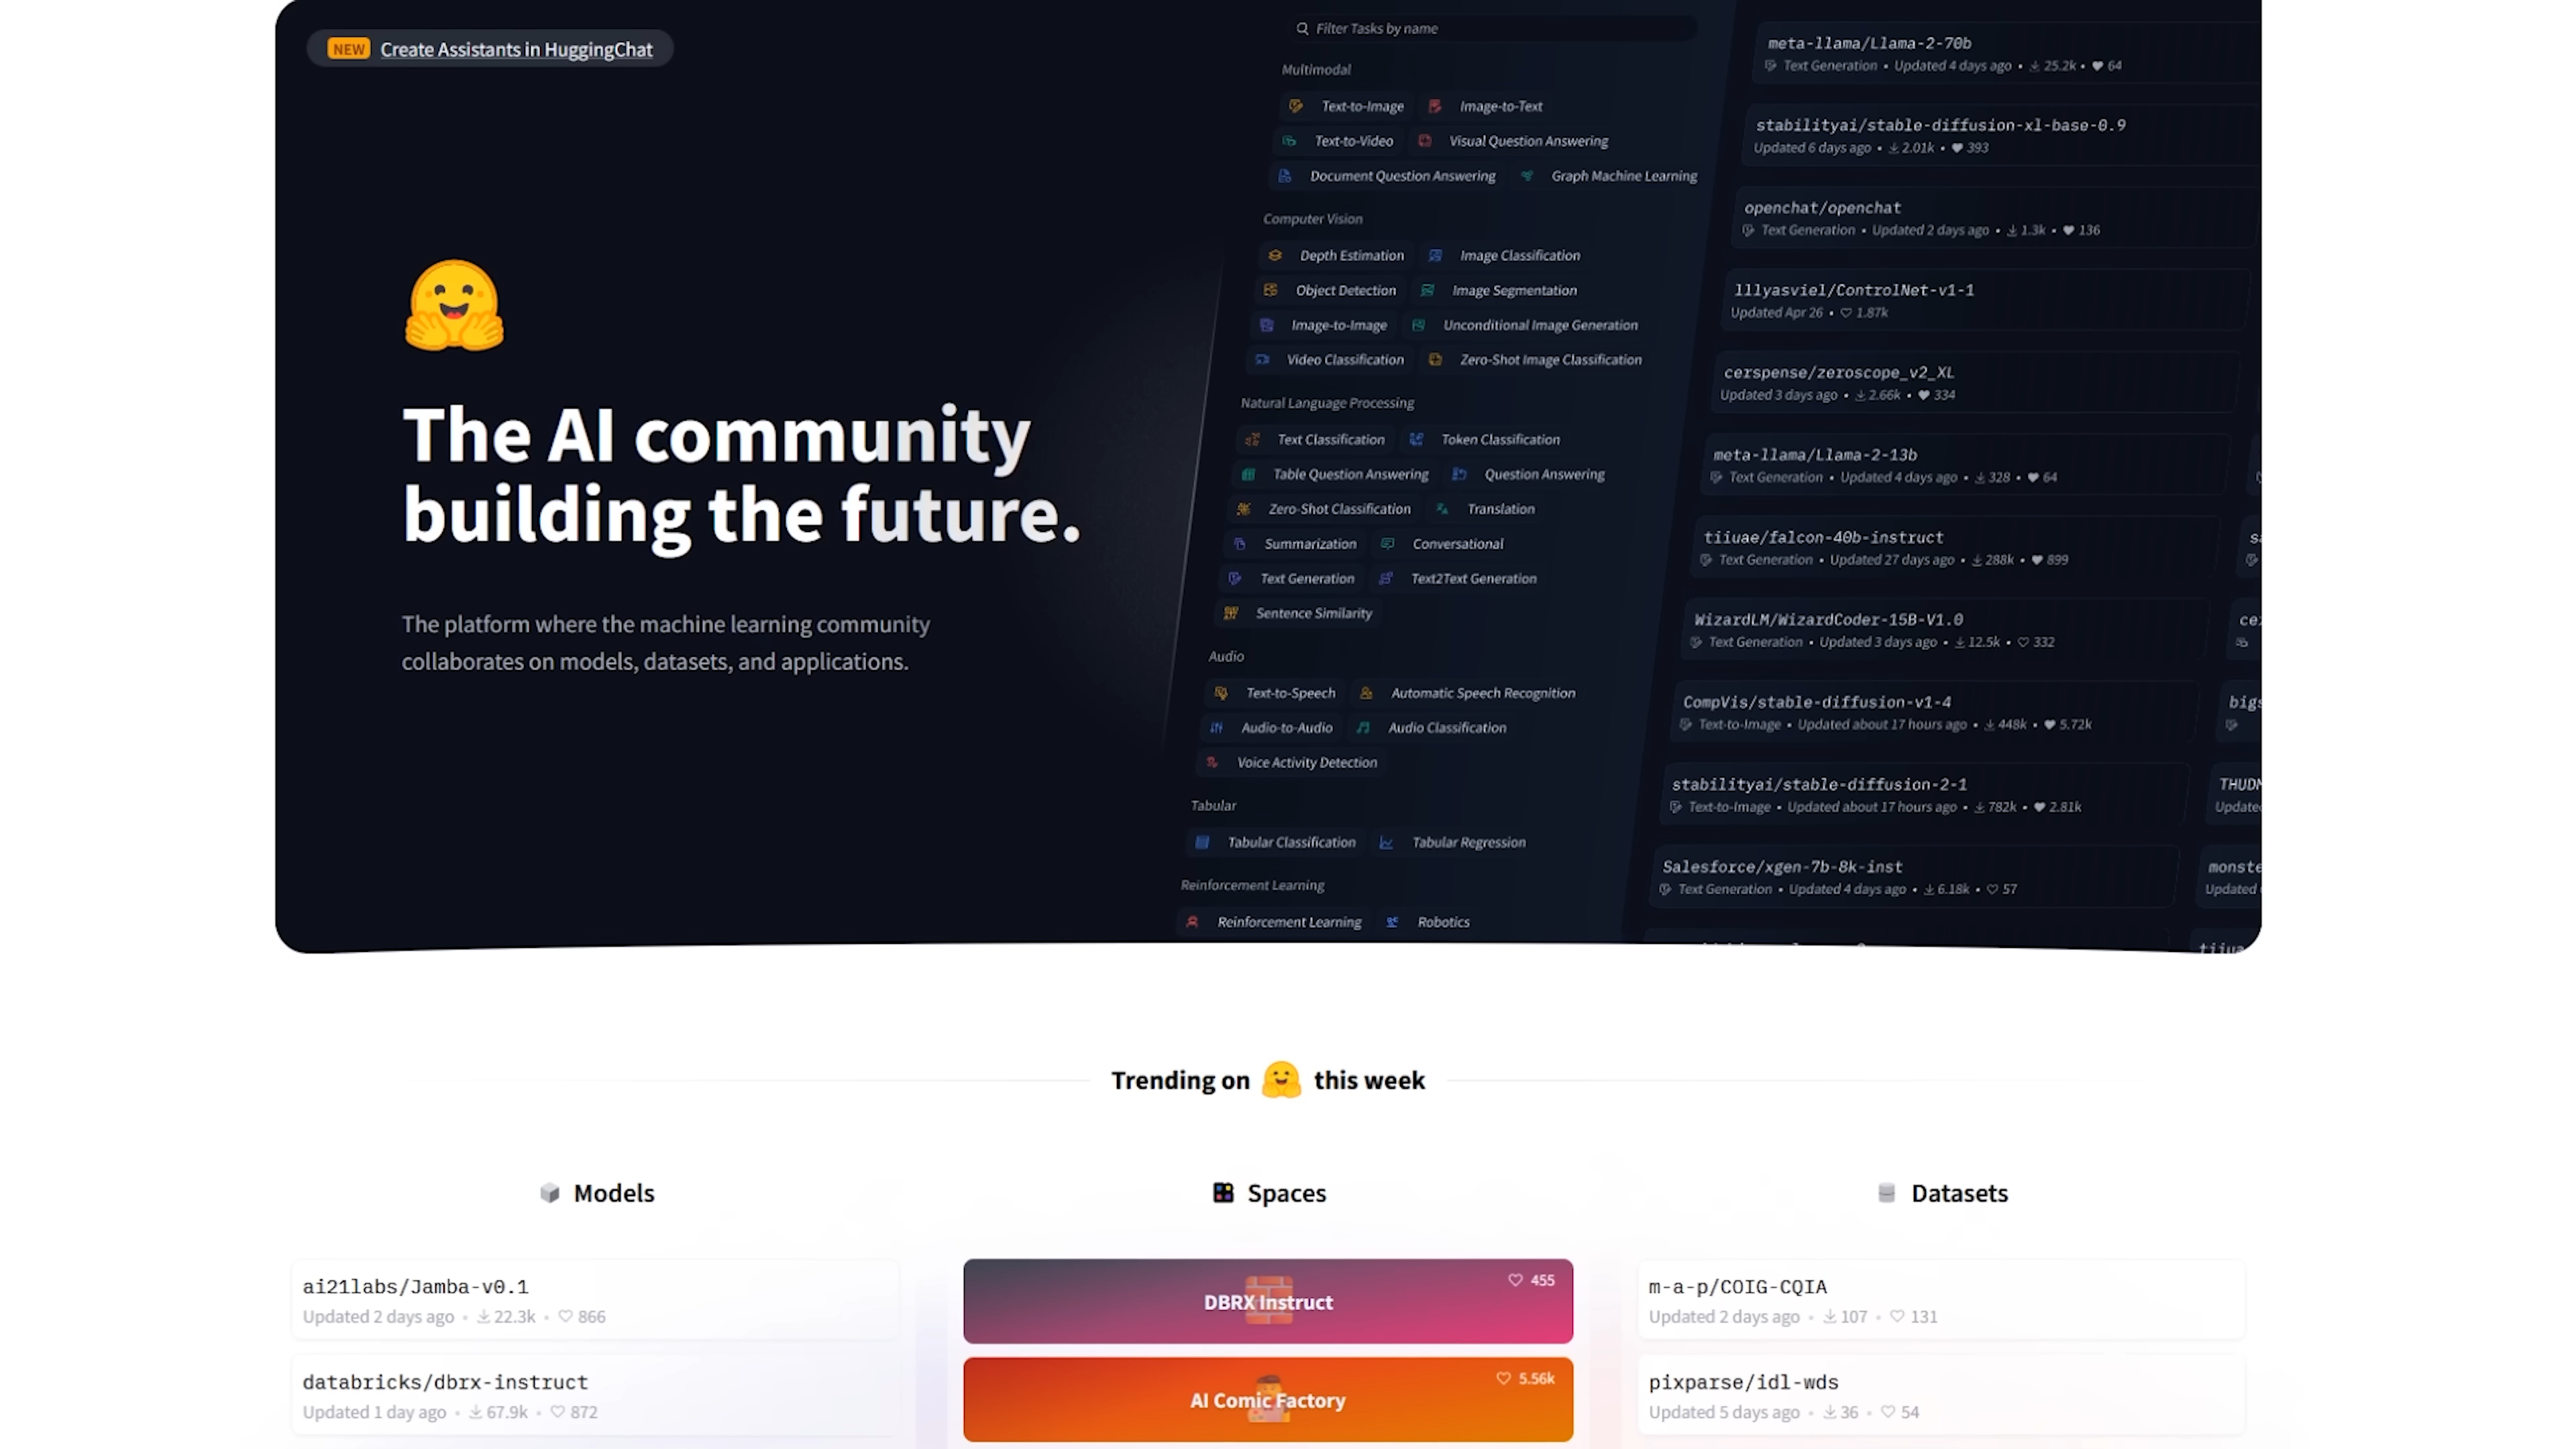 NEW Create Assistants in HuggingChat
The AI community
building the future.
The platform where the machine learning community
collaborates on models, datasets, and applications.
Filter Tasks by name
Multimodal
Text-to-Image Image-to-Text
Text-to-Video Visual Question Answering
Document Question Answering Graph Machine Learning
Computer Vision
Depth Estimation Image Classification
Object Detection Image Segmentation
Image-to-Image Unconditional Image Generation
Video Classification Zero-Shot Image Classification
Natural Language Processing
Text Classification Token Classification
Table Question Answering Question Answering
Zero-Shot Classification Translation
Summarization Conversational
Text Generation Text2Text Generation
Sentence Similarity
Audio
Text-to-Speech Automatic Speech Recognition
Audio-to-Audio Audio Classification
Voice Activity Detection
Tabular
Tabular Classification Tabular Regression
Reinforcement Learning
Reinforcement Learning Robotics
meta-llama/Llama-2-70b
Text Generation • Updated 4 days ago • 25.2k • 64
stabilityai/stable-diffusion-xl-base-0.9
Updated 6 days ago • 2.01k • 393
openchat/openchat
Text Generation • Updated 2 days ago • 1.3k • 136
lllyasviel/ControlNet-v1-1
Updated Apr 26 • 1.87k
cerspense/zeroscope_v2_XL
Updated 3 days ago • 2.66k • 334
meta-llama/Llama-2-13b
Text Generation • Updated 4 days ago • 328 • 64
tiiuae/falcon-40b-instruct
Text Generation • Updated 27 days ago • 288k • 899
WizardLM/WizardCoder-15B-V1.0
Text Generation • Updated 3 days ago • 12.5k • 332
CompVis/stable-diffusion-v1-4
Text-to-Image • Updated about 17 hours ago • 448k • 5.72k
stabilityai/stable-diffusion-2-1
Text-to-Image • Updated about 17 hours ago • 782k • 2.81k
Salesforce/xgen-7b-8k-inst
Text Generation • Updated 4 days ago • 6.18k • 57
Trending on this week
Models
ai21labs/Jamba-v0.1
Updated 2 days ago • 22.3k • 866
databricks/dbrx-instruct
Updated 1 day ago • 67.9k • 872
Spaces
455
DBRX Instruct
5.56k
AI Comic Factory
Datasets
m-a-p/COIG-CQIA
Updated 2 days ago • 107 • 131
pixparse/idl-wds
Updated 5 days ago • 36 • 54